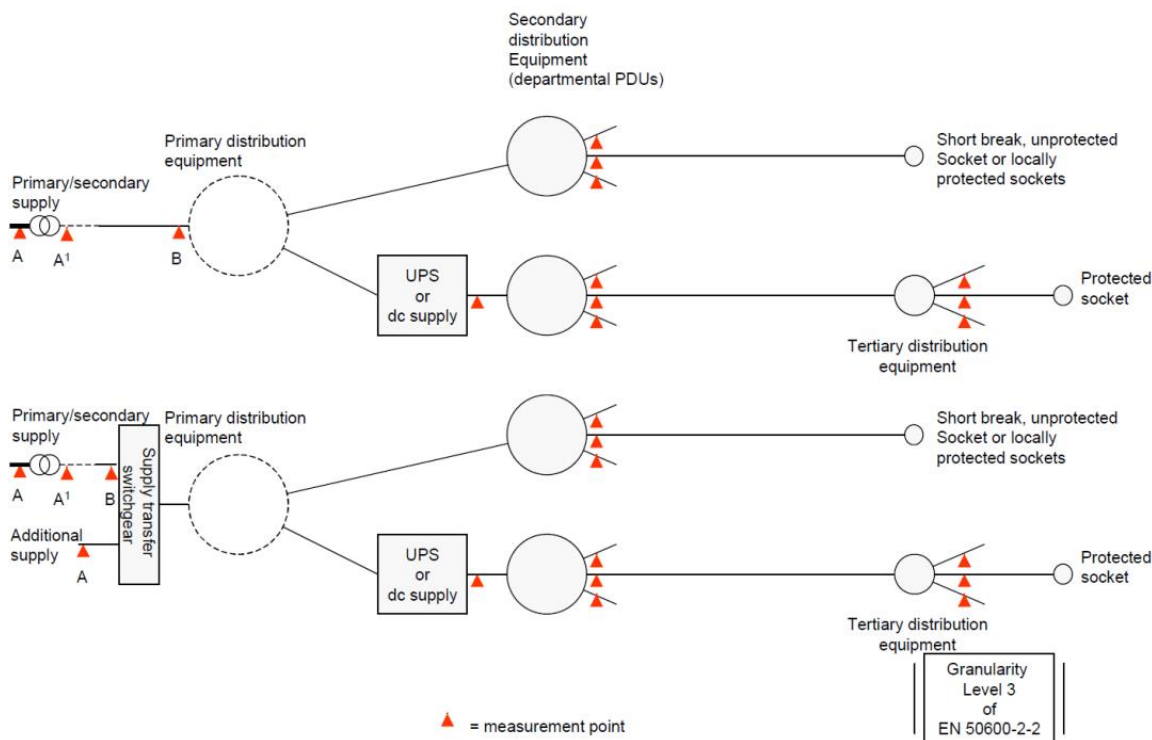 Secondary
distribution
Equipment
(departmental PDUs)
Primary distribution
equipment
Short break, unprotected
Socket or locally
protected sockets
Primary/secondary
supply
A
A¹
B
UPS
or
dc supply
Protected
socket
Tertiary distribution
equipment
Primary/secondary
supply
Primary distribution
equipment
Short break, unprotected
Socket or locally
protected sockets
Supply transfer
switchgear
A
A¹
B
Additional
supply
A
UPS
or
dc supply
Protected
socket
Tertiary distribution
equipment
Granularity
Level 3
of
EN 50600-2-2
= measurement point